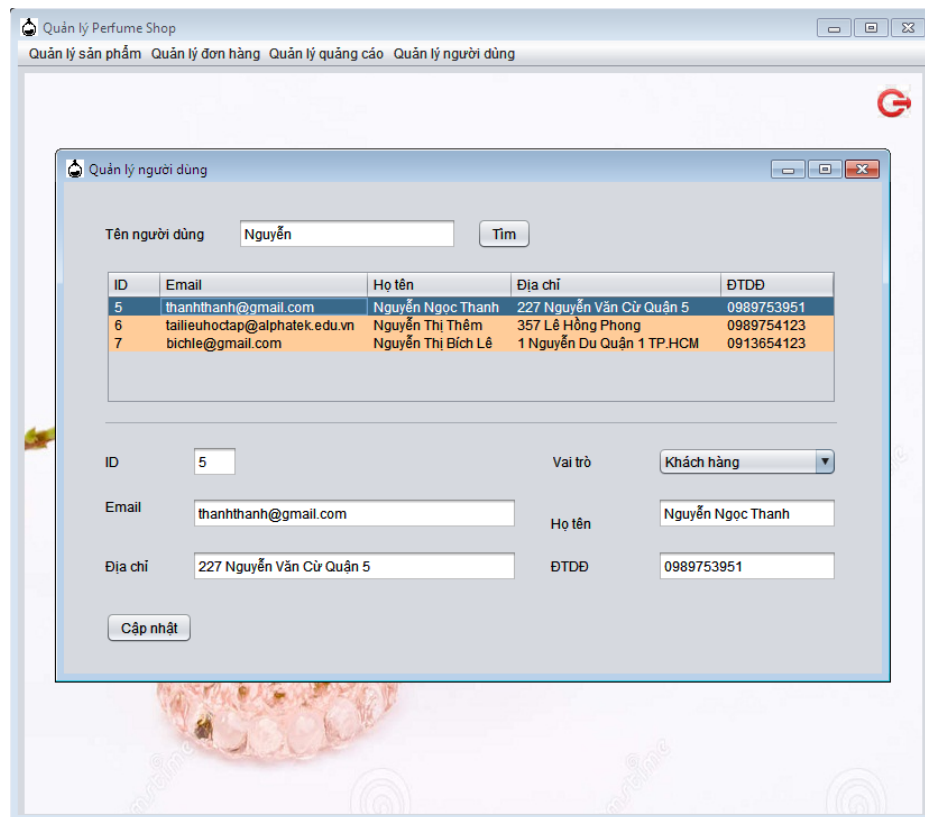 Quản lý Perfume Shop
Quản lý sản phẩm Quản lý đơn hàng Quản lý quảng cáo Quản lý người dùng
Quản lý người dùng
Tên người dùng Nguyễn Tìm
ID Email Họ tên Địa chỉ ĐTDĐ
5 thanhthanh@gmail.com Nguyễn Ngọc Thanh 227 Nguyễn Văn Cừ Quận 5 0989753951
6 tailieuhoctap@alphatek.edu.vn Nguyễn Thị Thêm 357 Lê Hồng Phong 0989754123
7 bichle@gmail.com Nguyễn Thị Bích Lê 1 Nguyễn Du Quận 1 TP.HCM 0913654123
ID 5 Vai trò Khách hàng
Email thanhthanh@gmail.com Họ tên Nguyễn Ngọc Thanh
Địa chỉ 227 Nguyễn Văn Cừ Quận 5 ĐTDĐ 0989753951
Cập nhật